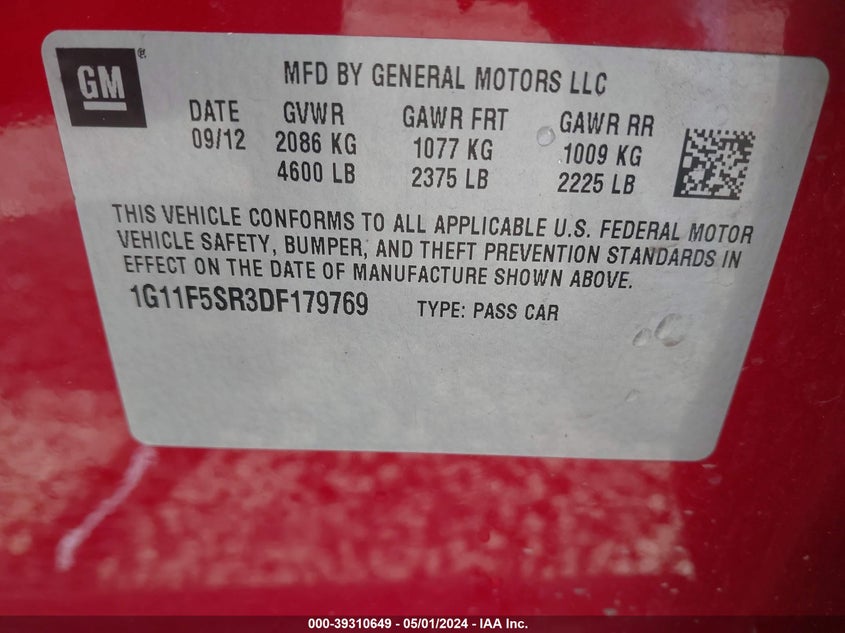 GM®
MFD BY GENERAL MOTORS LLC
DATE GVWR GAWR FRT GAWR RR
09/12 2086 KG 1077 KG 1009 KG
4600 LB 2375 LB 2225 LB
THIS VEHICLE CONFORMS TO ALL APPLICABLE U.S. FEDERAL MOTOR
VEHICLE SAFETY, BUMPER, AND THEFT PREVENTION STANDARDS IN
EFFECT ON THE DATE OF MANUFACTURE SHOWN ABOVE.
1G11F5SR3DF179769 TYPE: PASS CAR
000-39310649 - 05/01/2024 - IAA Inc.